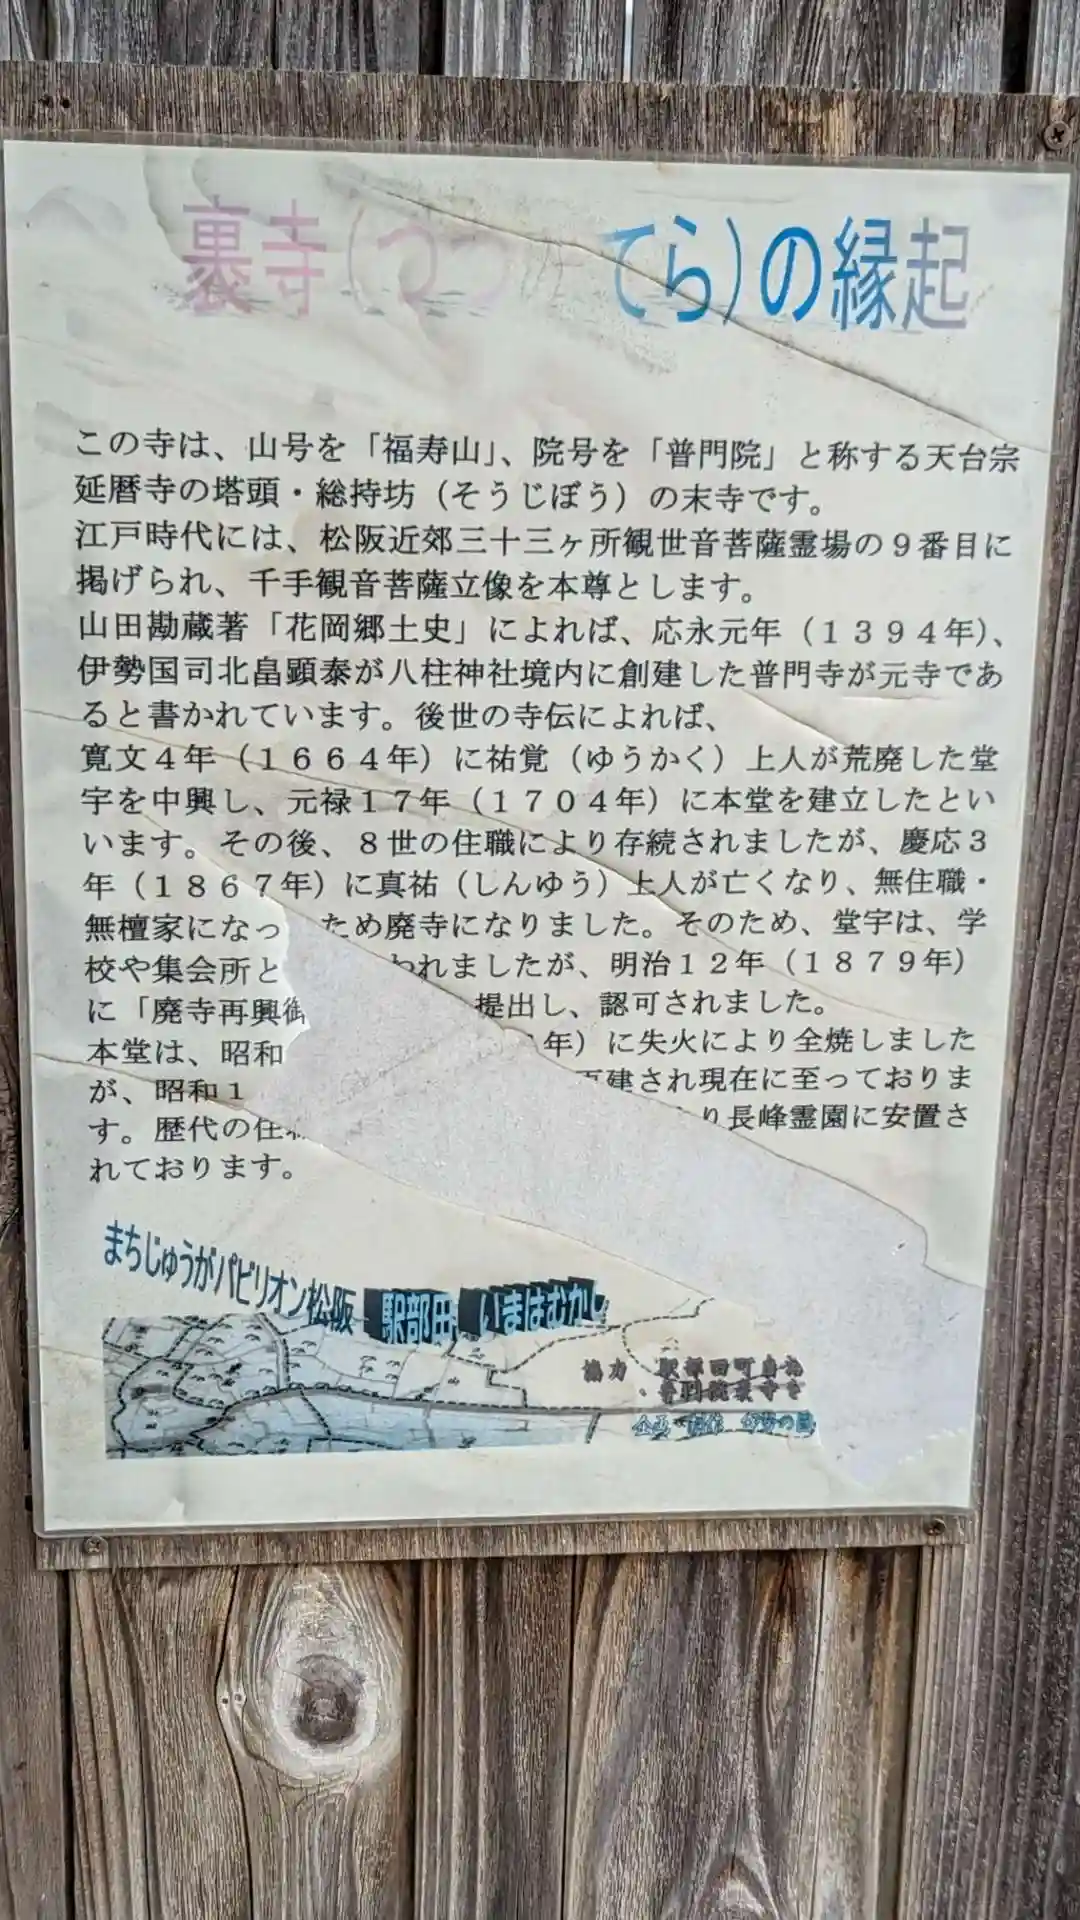 裏寺(つつ てら)の縁起
この寺は、山号を「福寿山」、院号を「普門院」と称する天台宗
延暦寺の塔頭・総持坊（そうじぼう）の末寺です。
江戸時代には、松阪近郊三十三ヶ所観世音菩薩霊場の９番目に
掲げられ、千手観音菩薩立像を本尊とします。
山田勘蔵著「花岡郷土史」によれば、応永元年（１３９４年）、
伊勢国司北畠顕泰が八柱神社境内に創建した普門寺が元寺であ
ると書かれています。後世の寺伝によれば、
寛文４年（１６６４年）に祐覚（ゆうかく）上人が荒廃した堂
宇を中興し、元禄１７年（１７０４年）に本堂を建立したとい
います。その後、８世の住職により存続されましたが、慶応３
年（１８６７年）に真祐（しんゆう）上人が亡くなり、無住職・
無檀家になっ ため廃寺になりました。そのため、堂宇は、学
校や集会所と われましたが、明治１２年（１８７９年）
に「廃寺再興御 提出し、認可されました。
本堂は、昭和 年）に失火により全焼しました
が、昭和１ 再建され現在に至っておりま
す。歴代の住 り長峰霊園に安置さ
れております。
まちじゅうがパビリオン松阪 駅部田 いまはむかし
協力 駅部田町自治